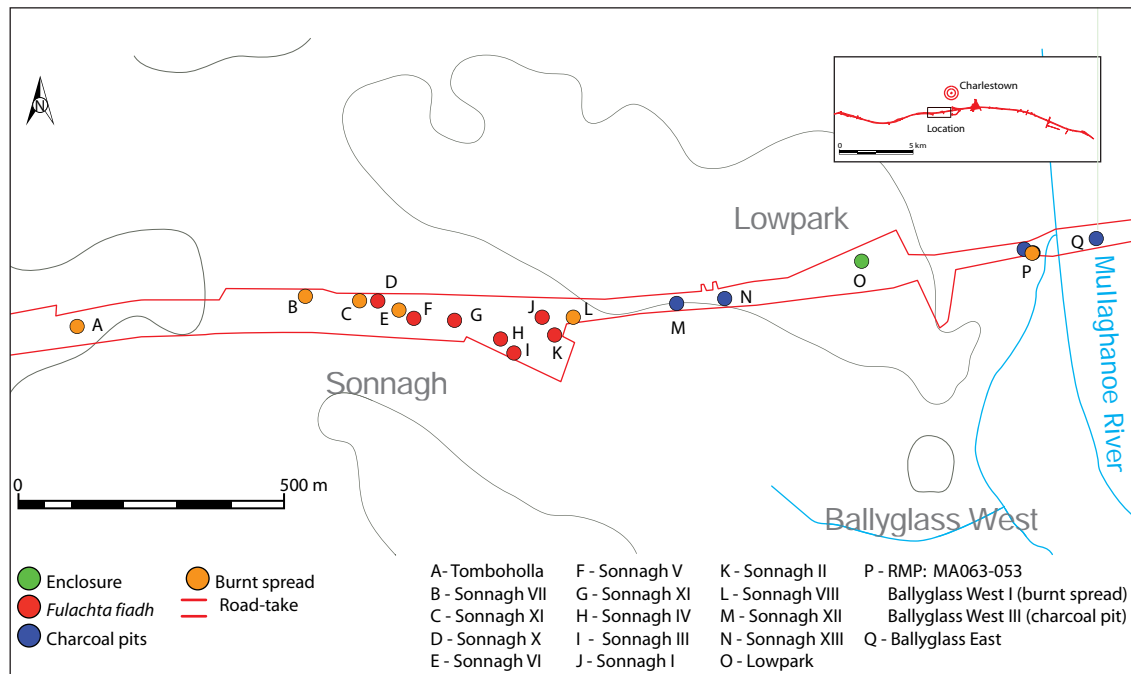 N
Charlestown
Location
0 5 km
Lowpark
Sonnagh
Ballyglass West
Mullaghanoe River
A
B
C
D
E
F
G
H
I
J
K
L
M
N
O
P
Q
0 500 m
Enclosure
Fulachta fiadh
Charcoal pits
Burnt spread
Road-take
A- Tomboholla
B - Sonnagh VII
C - Sonnagh XI
D - Sonnagh X
E - Sonnagh VI
F - Sonnagh V
G - Sonnagh XI
H - Sonnagh IV
I - Sonnagh III
J - Sonnagh I
K - Sonnagh II
L - Sonnagh VIII
M - Sonnagh XII
N - Sonnagh XIII
O - Lowpark
P - RMP: MA063-053
Ballyglass West I (burnt spread)
Ballyglass West III (charcoal pit)
Q - Ballyglass East